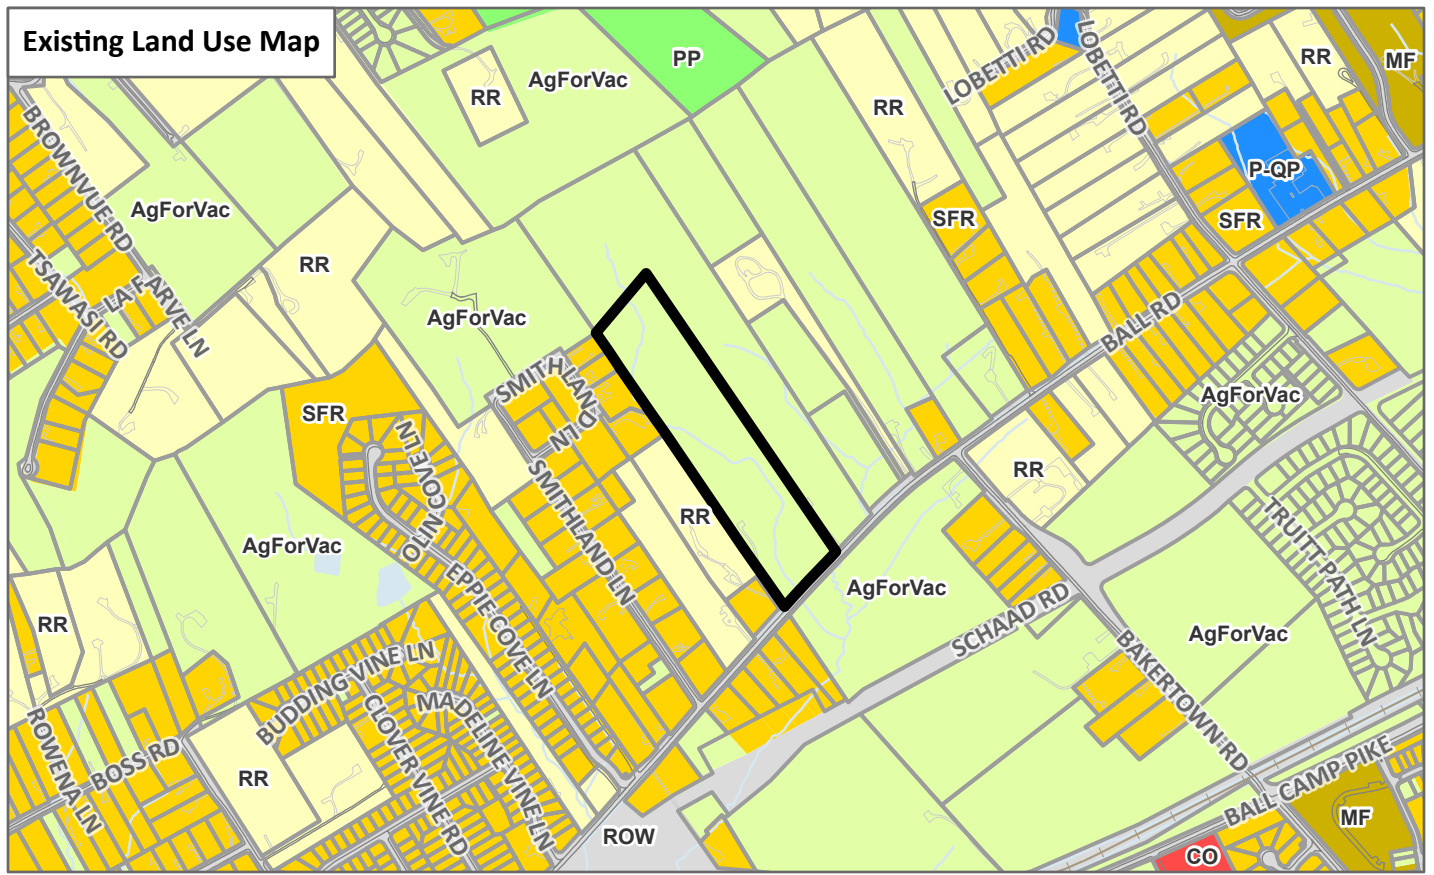 Existing Land Use Map
PP
AgForVac
RR
RR
LOBETTI RD
LOBETTI RD
RR
MF
BROWNVUE RD
AgForVac
P-QP
SFR
SFR
TSAWASI RD
LA FARVE LN
RR
AgForVac
BALL RD
SMITHLAND LN
SFR
AgForVac
OLIN COVE LN
SMITHLAND LN
RR
RR
TRUITT PATH LN
AgForVac
EPPIE COVE LN
AgForVac
SCHAAD RD
AgForVac
RR
BAKERTOWN RD
BUDDING VINE LN
MADELINE VINE LN
CLOVER VINE RD
ROWENA LN
BOSS RD
RR
BALL CAMP PIKE
ROW
MF
CO